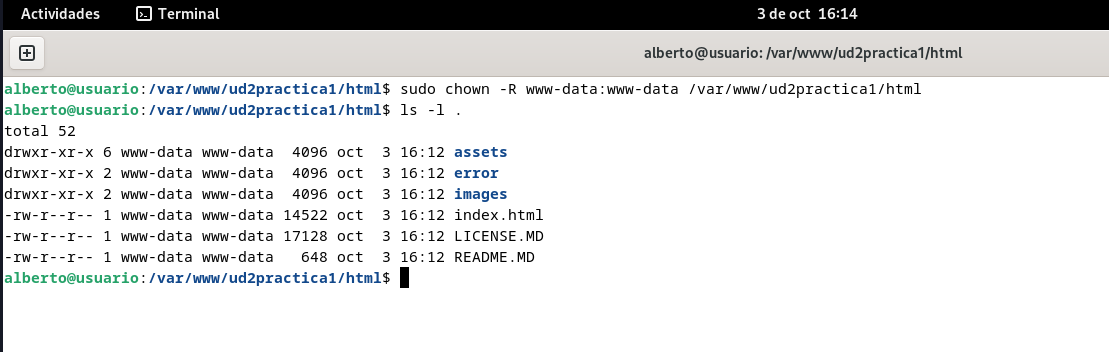 Actividades Terminal 3 de oct 16:14
alberto@usuario: /var/www/ud2practica1/html
alberto@usuario:/var/www/ud2practica1/html$ sudo chown -R www-data:www-data /var/www/ud2practica1/html
alberto@usuario:/var/www/ud2practica1/html$ ls -l .
total 52
drwxr-xr-x 6 www-data www-data  4096 oct  3 16:12 assets
drwxr-xr-x 2 www-data www-data  4096 oct  3 16:12 error
drwxr-xr-x 2 www-data www-data  4096 oct  3 16:12 images
-rw-r--r-- 1 www-data www-data 14522 oct  3 16:12 index.html
-rw-r--r-- 1 www-data www-data 17128 oct  3 16:12 LICENSE.MD
-rw-r--r-- 1 www-data www-data   648 oct  3 16:12 README.MD
alberto@usuario:/var/www/ud2practica1/html$